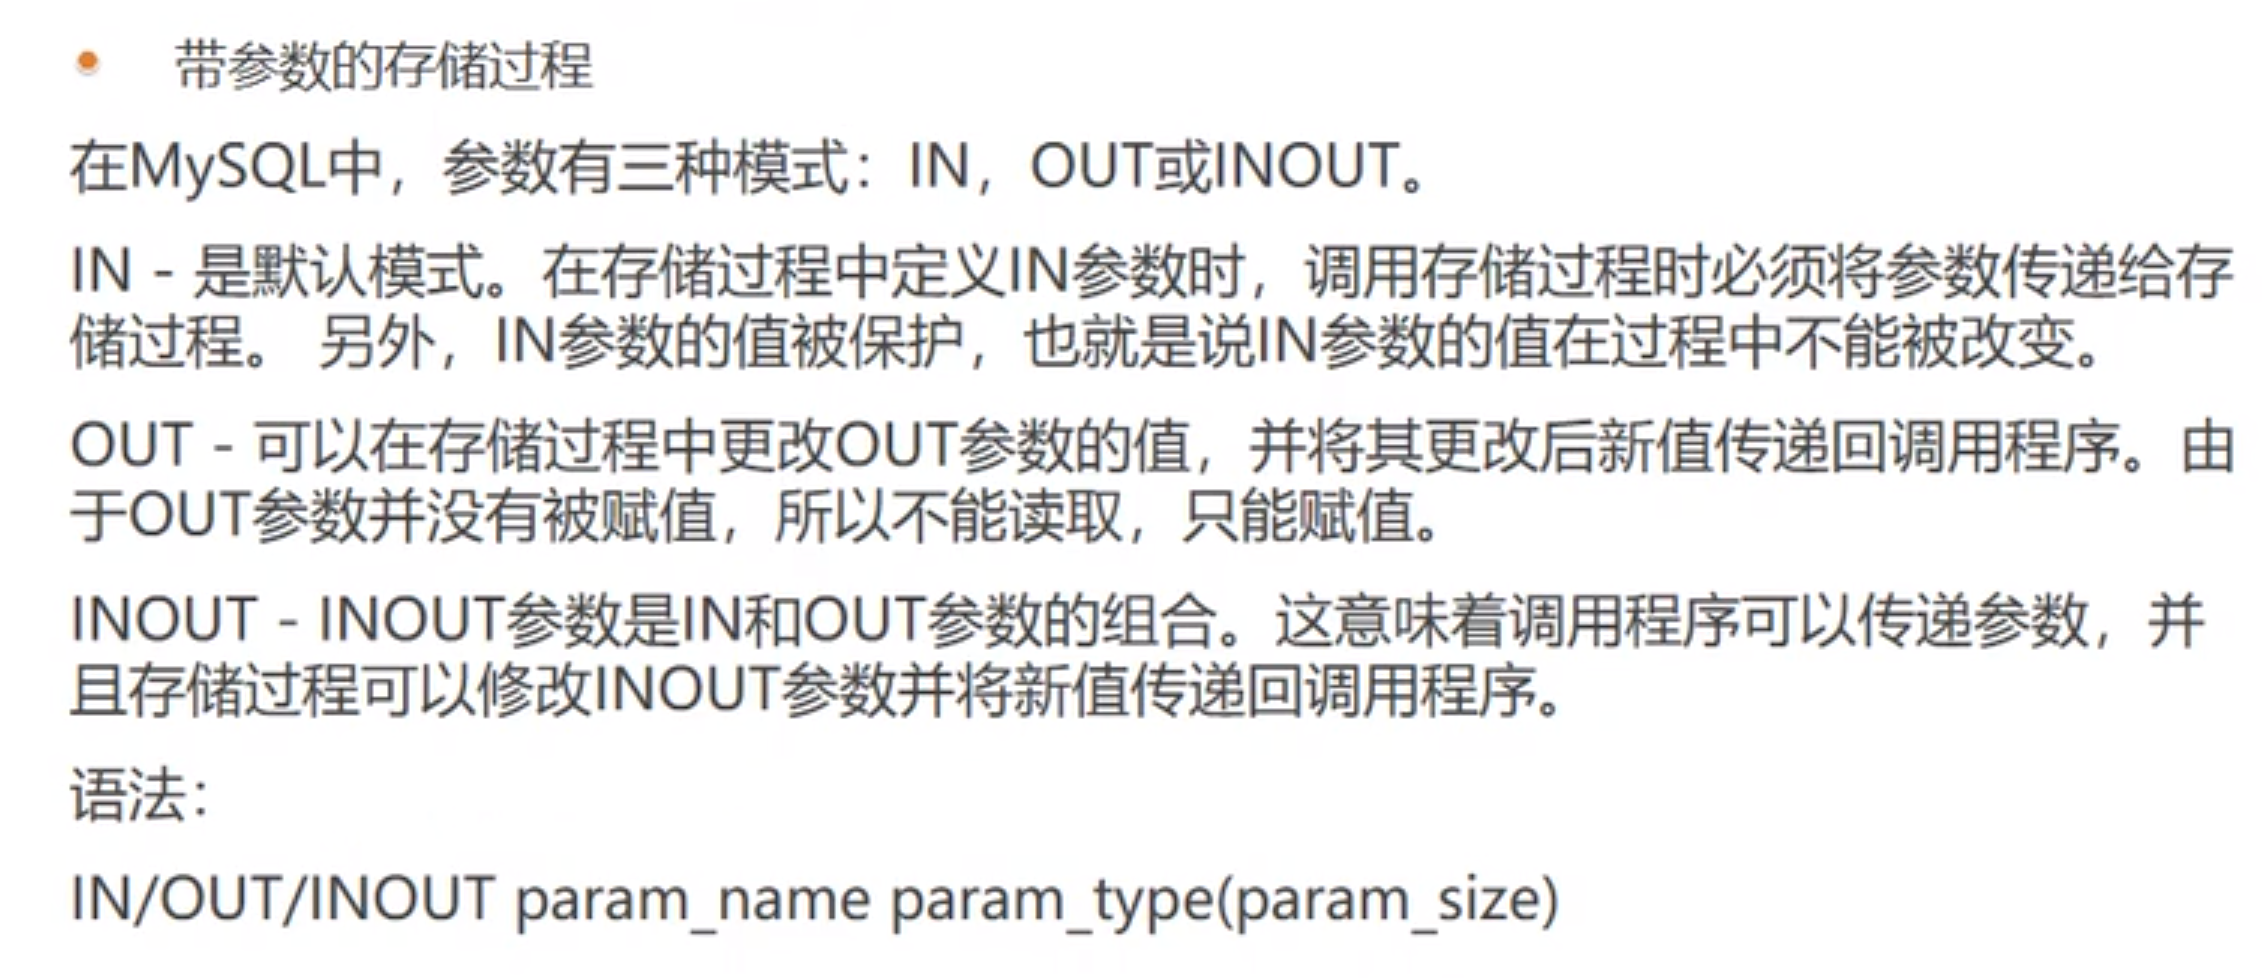 带参数的存储过程
在MySQL中，参数有三种模式：IN，OUT或INOUT。
IN - 是默认模式。在存储过程中定义IN参数时，调用存储过程时必须将参数传递给存
储过程。 另外，IN参数的值被保护，也就是说IN参数的值在过程中不能被改变。
OUT - 可以在存储过程中更改OUT参数的值，并将其更改后新值传递回调用程序。由
于OUT参数并没有被赋值，所以不能读取，只能赋值。
INOUT - INOUT参数是IN和OUT参数的组合。这意味着调用程序可以传递参数，并
且存储过程可以修改INOUT参数并将新值传递回调用程序。
语法：
IN/OUT/INOUT param_name param_type(param_size)